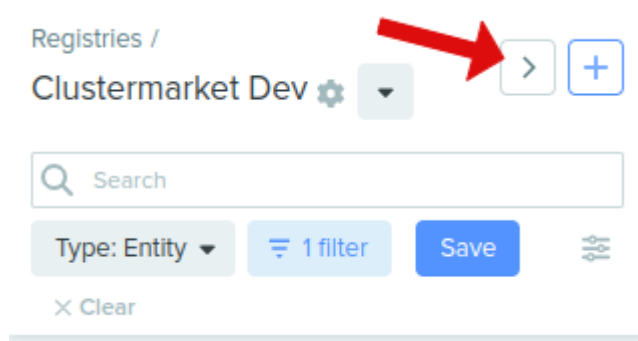 Registries /
Clustermarket Dev
Search
Type: Entity
1 filter
Save
Clear